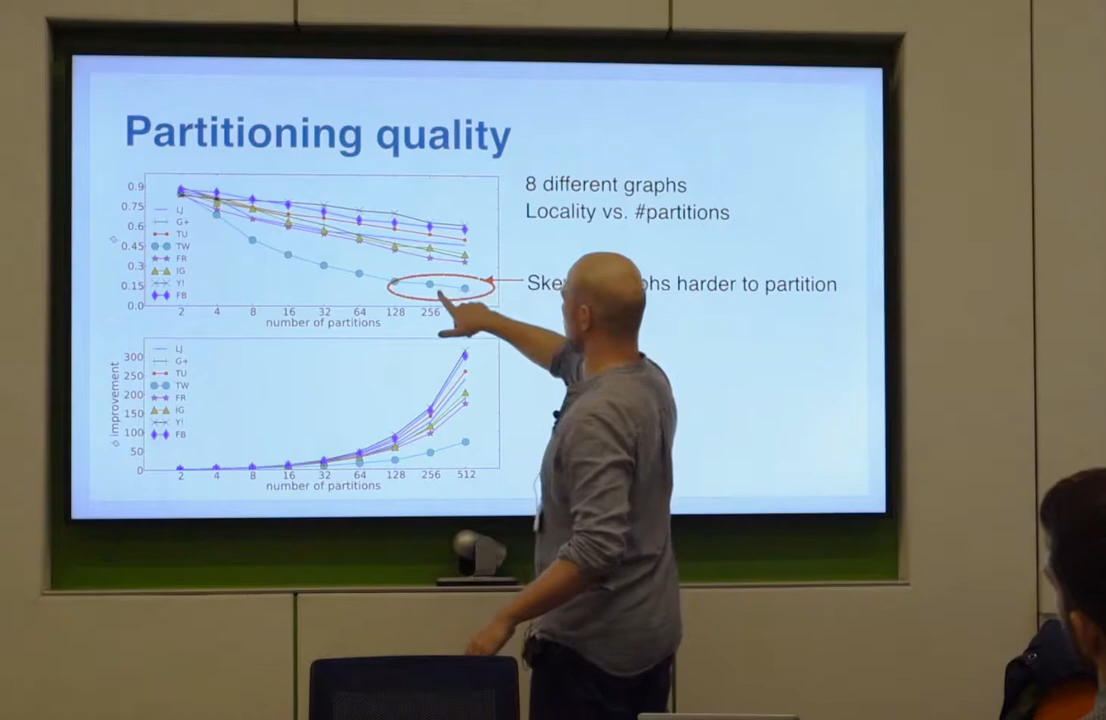 Partitioning quality
8 different graphs
Locality vs. #partitions
Skewed graphs harder to partition
ϕ
0.9
0.75
0.6
0.45
0.3
0.15
0.0
LJ
G+
TU
TW
FR
IG
Y!
FB
2 4 8 16 32 64 128 256
number of partitions
ϕ improvement
300
250
200
150
100
50
0
LJ
G+
TU
TW
FR
IG
Y!
FB
2 4 8 16 32 64 128 256 512
number of partitions